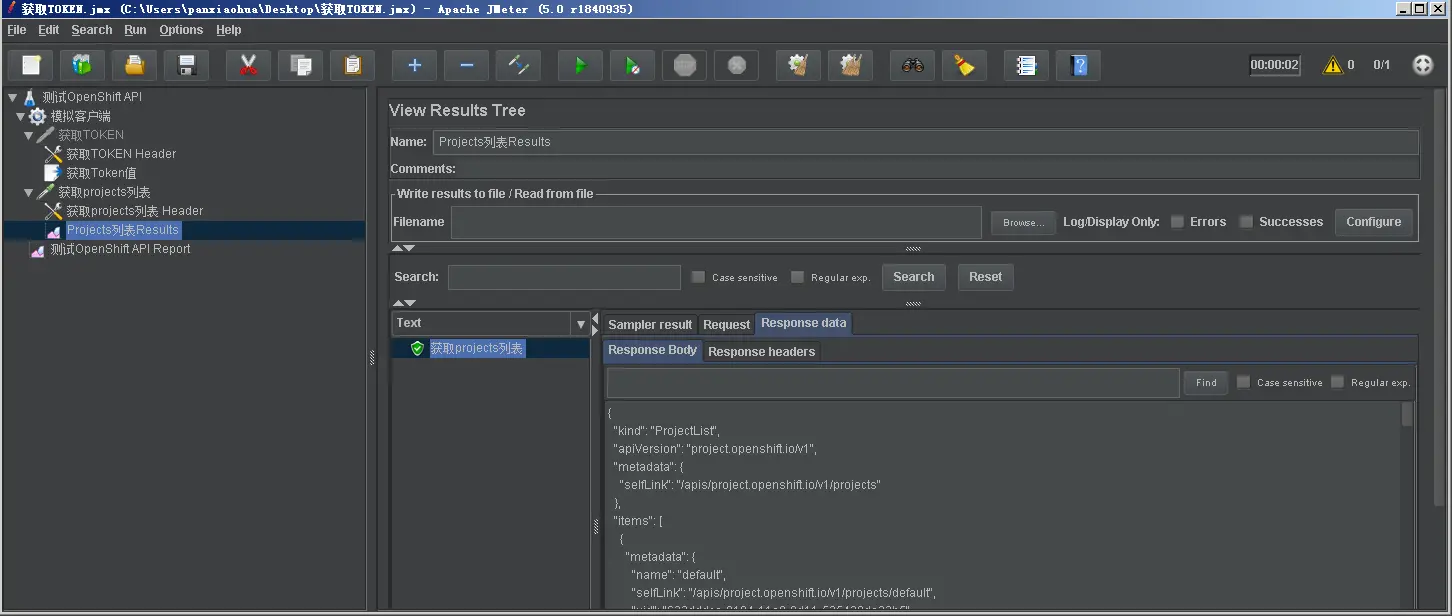 获取TOKEN.jmx (C:\Users\panxiaohua\Desktop\获取TOKEN.jmx) - Apache JMeter (5.0 r1840935)
File Edit Search Run Options Help
00:00:02 0 0/1
测试OpenShift API
模拟客户端
获取TOKEN
获取TOKEN Header
获取Token值
获取projects列表
获取projects列表 Header
Projects列表Results
测试OpenShift API Report
View Results Tree
Name: Projects列表Results
Comments:
Write results to file / Read from file
Filename Browse... Log/Display Only: Errors Successes Configure
Search: Case sensitive Regular exp. Search Reset
Text
获取projects列表
Sampler result Request Response data
Response Body Response headers
Find Case sensitive Regular exp.
{
"kind": "ProjectList",
"apiVersion": "project.openshift.io/v1",
"metadata": {
"selfLink": "/apis/project.openshift.io/v1/projects"
},
"items": [
{
"metadata": {
"name": "default",
"selfLink": "/apis/project.openshift.io/v1/projects/default",